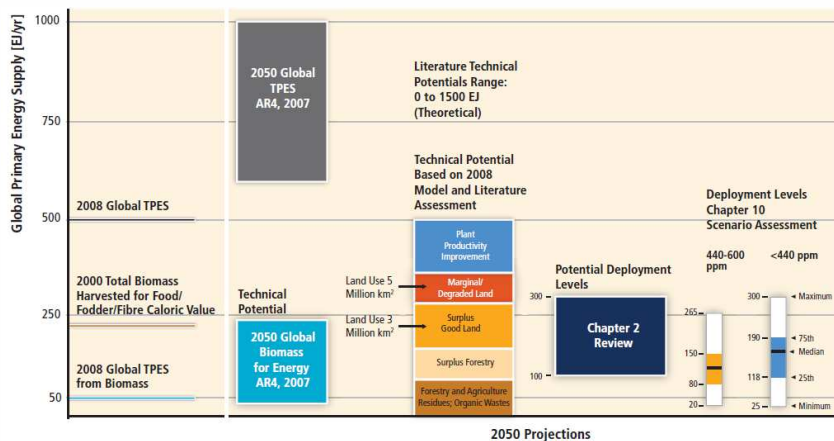 Global Primary Energy Supply [EJ/yr]
1000
750
500
250
50
2008 Global TPES
2000 Total Biomass
Harvested for Food/
Fodder/Fibre Caloric Value
2008 Global TPES
from Biomass
2050 Global
TPES
AR4, 2007
Technical
Potential
2050 Global
Biomass
for Energy
AR4, 2007
Literature Technical
Potentials Range:
0 to 1500 EJ
(Theoretical)
Technical Potential
Based on 2008
Model and Literature
Assessment
Land Use 5
Million km²
Land Use 3
Million km²
Plant
Productivity
Improvement
Marginal/
Degraded Land
Surplus
Good Land
Surplus Forestry
Forestry and Agriculture
Residues; Organic Wastes
Potential Deployment
Levels
300
100
Chapter 2
Review
Deployment Levels
Chapter 10
Scenario Assessment
440-600
ppm
265
150
80
20
<440 ppm
300
190
118
25
Maximum
75th
Median
25th
Minimum
2050 Projections